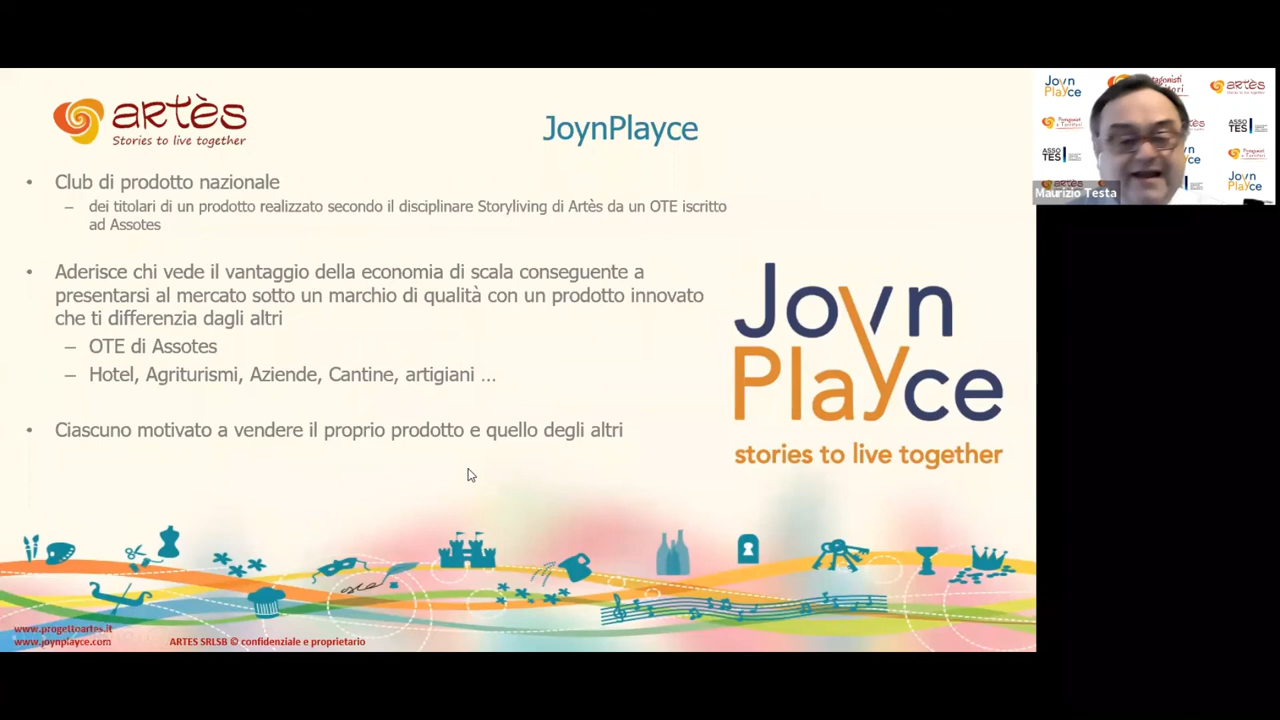 artès
Stories to live together
JoynPlayce
• Club di prodotto nazionale
– dei titolari di un prodotto realizzato secondo il disciplinare Storyliving di Artès da un OTE iscritto
ad Assotes
• Aderisce chi vede il vantaggio della economia di scala conseguente a
presentarsi al mercato sotto un marchio di qualità con un prodotto innovato
che ti differenzia dagli altri
– OTE di Assotes
– Hotel, Agriturismi, Aziende, Cantine, artigiani ...
• Ciascuno motivato a vendere il proprio prodotto e quello degli altri
Joyn
Playce
stories to live together
www.progettoartes.it
www.joynplayce.com
ARTES SRLSB © confidenziale e proprietario
Joyn
Playce
artès
ASSO
TES
ASSO
TES
Joyn
Playce
Maurizio Testa